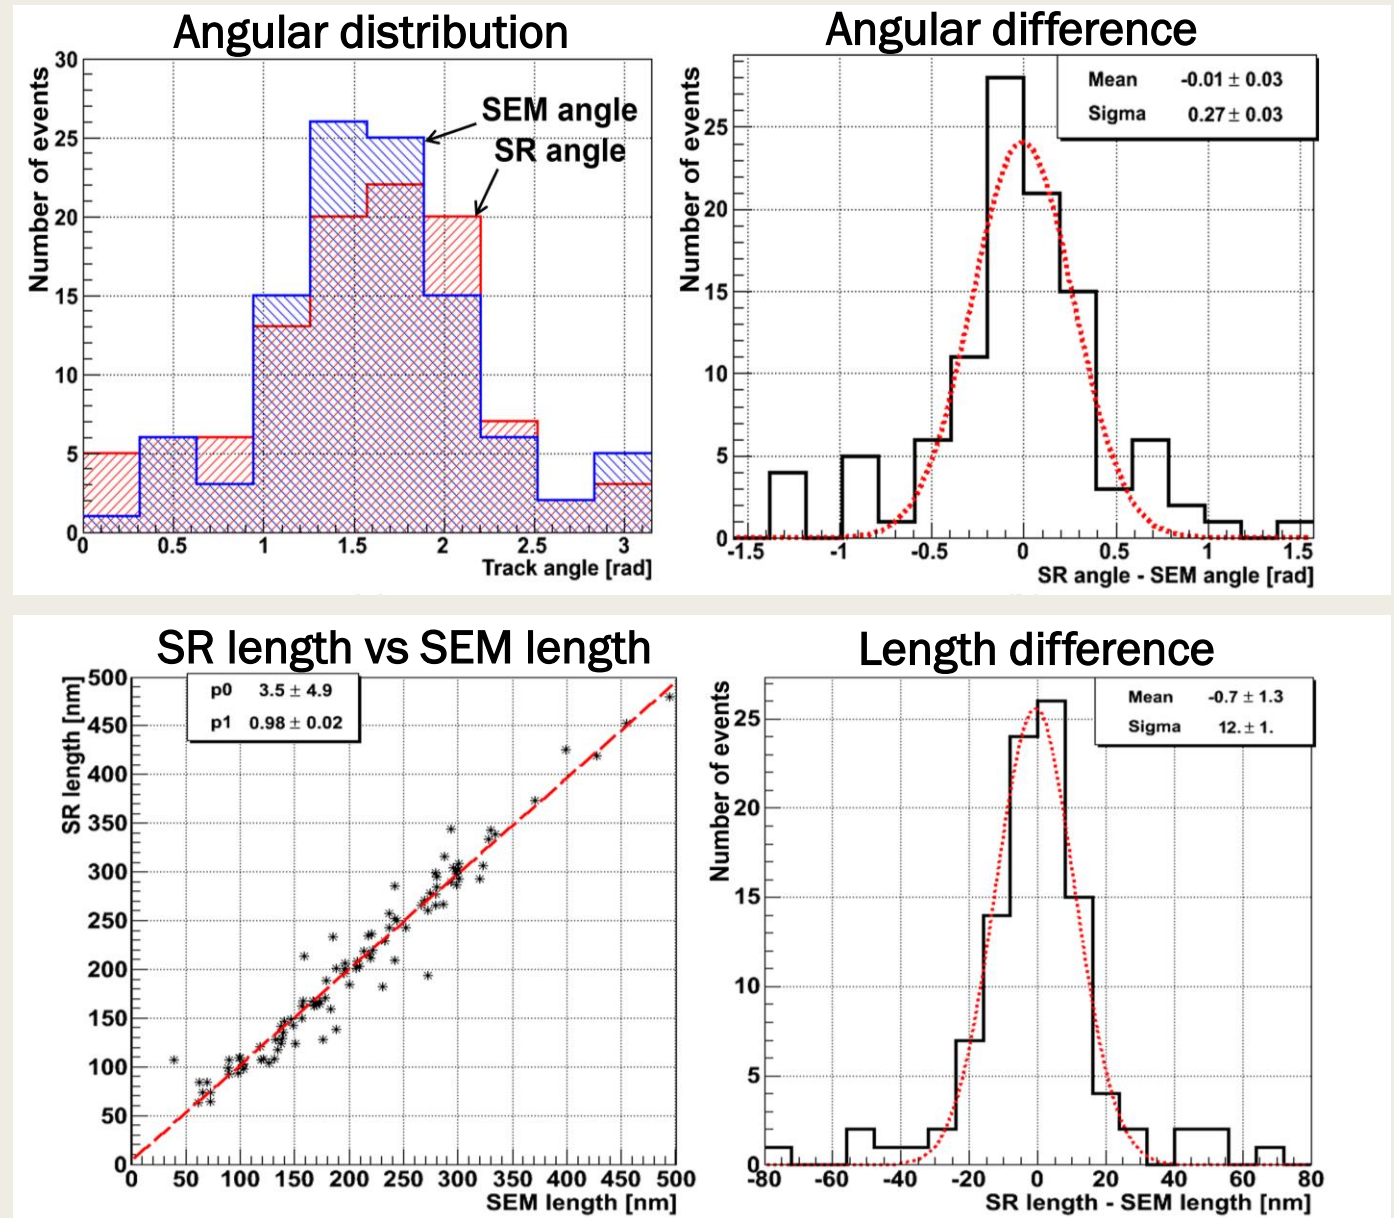 Angular distribution
Number of events
30
25
20
15
10
5
0
SEM angle
SR angle
0 0.5 1 1.5 2 2.5 3
Track angle [rad]
Angular difference
Number of events
25
20
15
10
5
0
Mean -0.01 ± 0.03
Sigma 0.27 ± 0.03
-1.5 -1 -0.5 0 0.5 1 1.5
SR angle - SEM angle [rad]
SR length vs SEM length
SR length [nm]
500
450
400
350
300
250
200
150
100
50
0
p0 3.5 ± 4.9
p1 0.98 ± 0.02
0 50 100 150 200 250 300 350 400 450 500
SEM length [nm]
Length difference
Number of events
25
20
15
10
5
0
Mean -0.7 ± 1.3
Sigma 12. ± 1.
-80 -60 -40 -20 0 20 40 60 80
SR length - SEM length [nm]